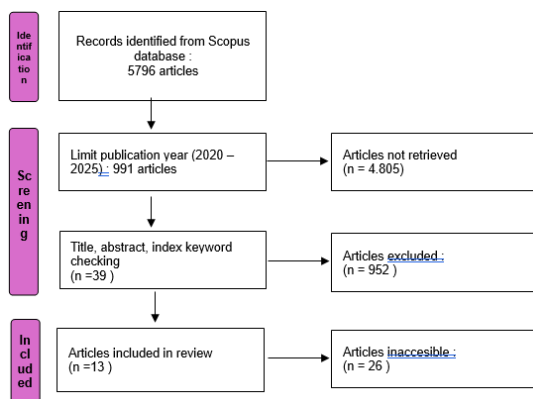 Ide
ntif
ica
tio
n
Records identified from Scopus
database :
5796 articles
Sc
re
en
in
g
Limit publication year (2020 –
2025) : 991 articles
Articles not retrieved
(n = 4.805)
Title, abstract, index keyword
checking
(n =39 )
Articles excluded :
(n = 952 )
In
cl
ud
ed
Articles included in review
(n =13 )
Articles inaccesible :
(n = 26 )